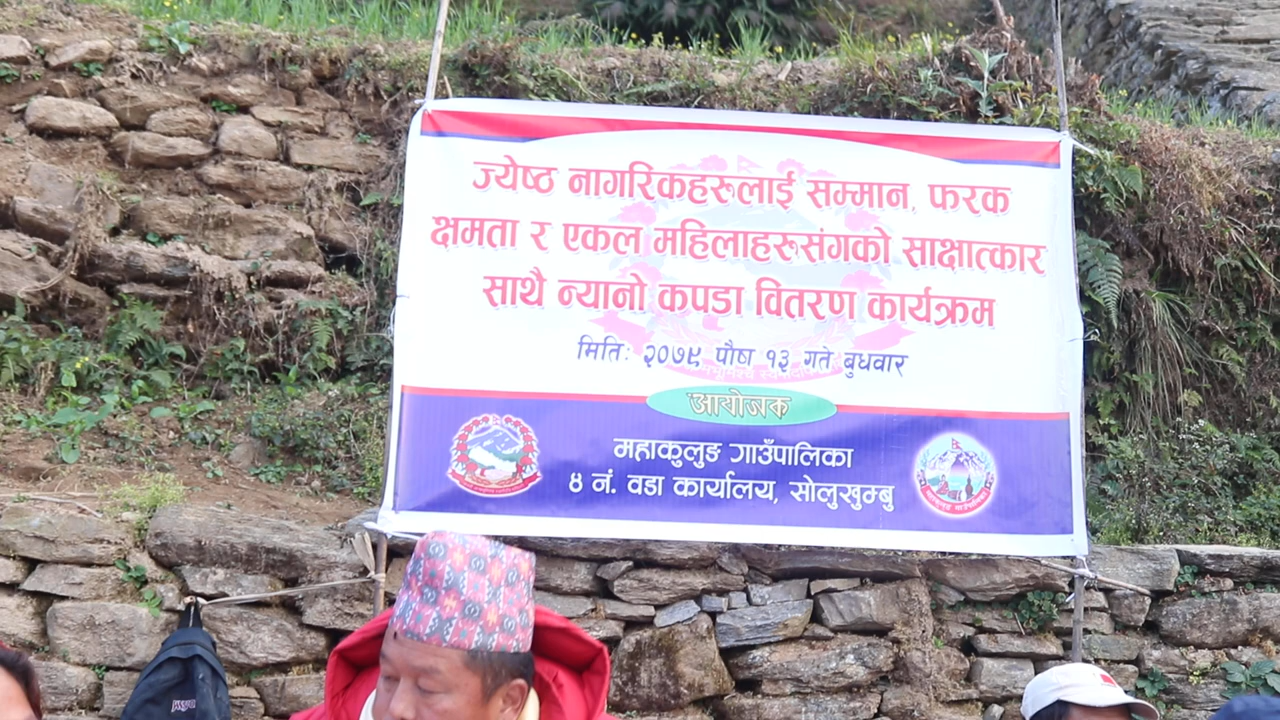 ज्येष्ठ नागरिकहरुलाई सम्मान, फरक
क्षमता र एकल महिलाहरुसंगको साक्षात्कार
साथै न्यानो कपडा वितरण कार्यक्रम
मितिः २०७९ पौष १३ गते बुधवार
आयोजक
महाकुलुङ गाउँपालिका
४ नं. वडा कार्यालय, सोलुखुम्बु